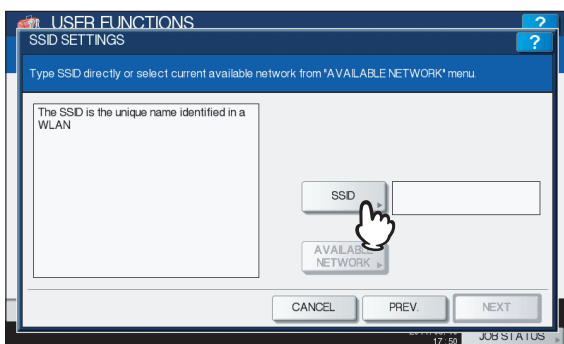 USER FUNCTIONS
?
SSID SETTINGS
?
Type SSID directly or select current available network from "AVAILABLE NETWORK" menu.
The SSID is the unique name identified in a
WLAN
SSID
AVAILABLE
NETWORK
CANCEL
PREV.
NEXT
17:50
JOB STATUS